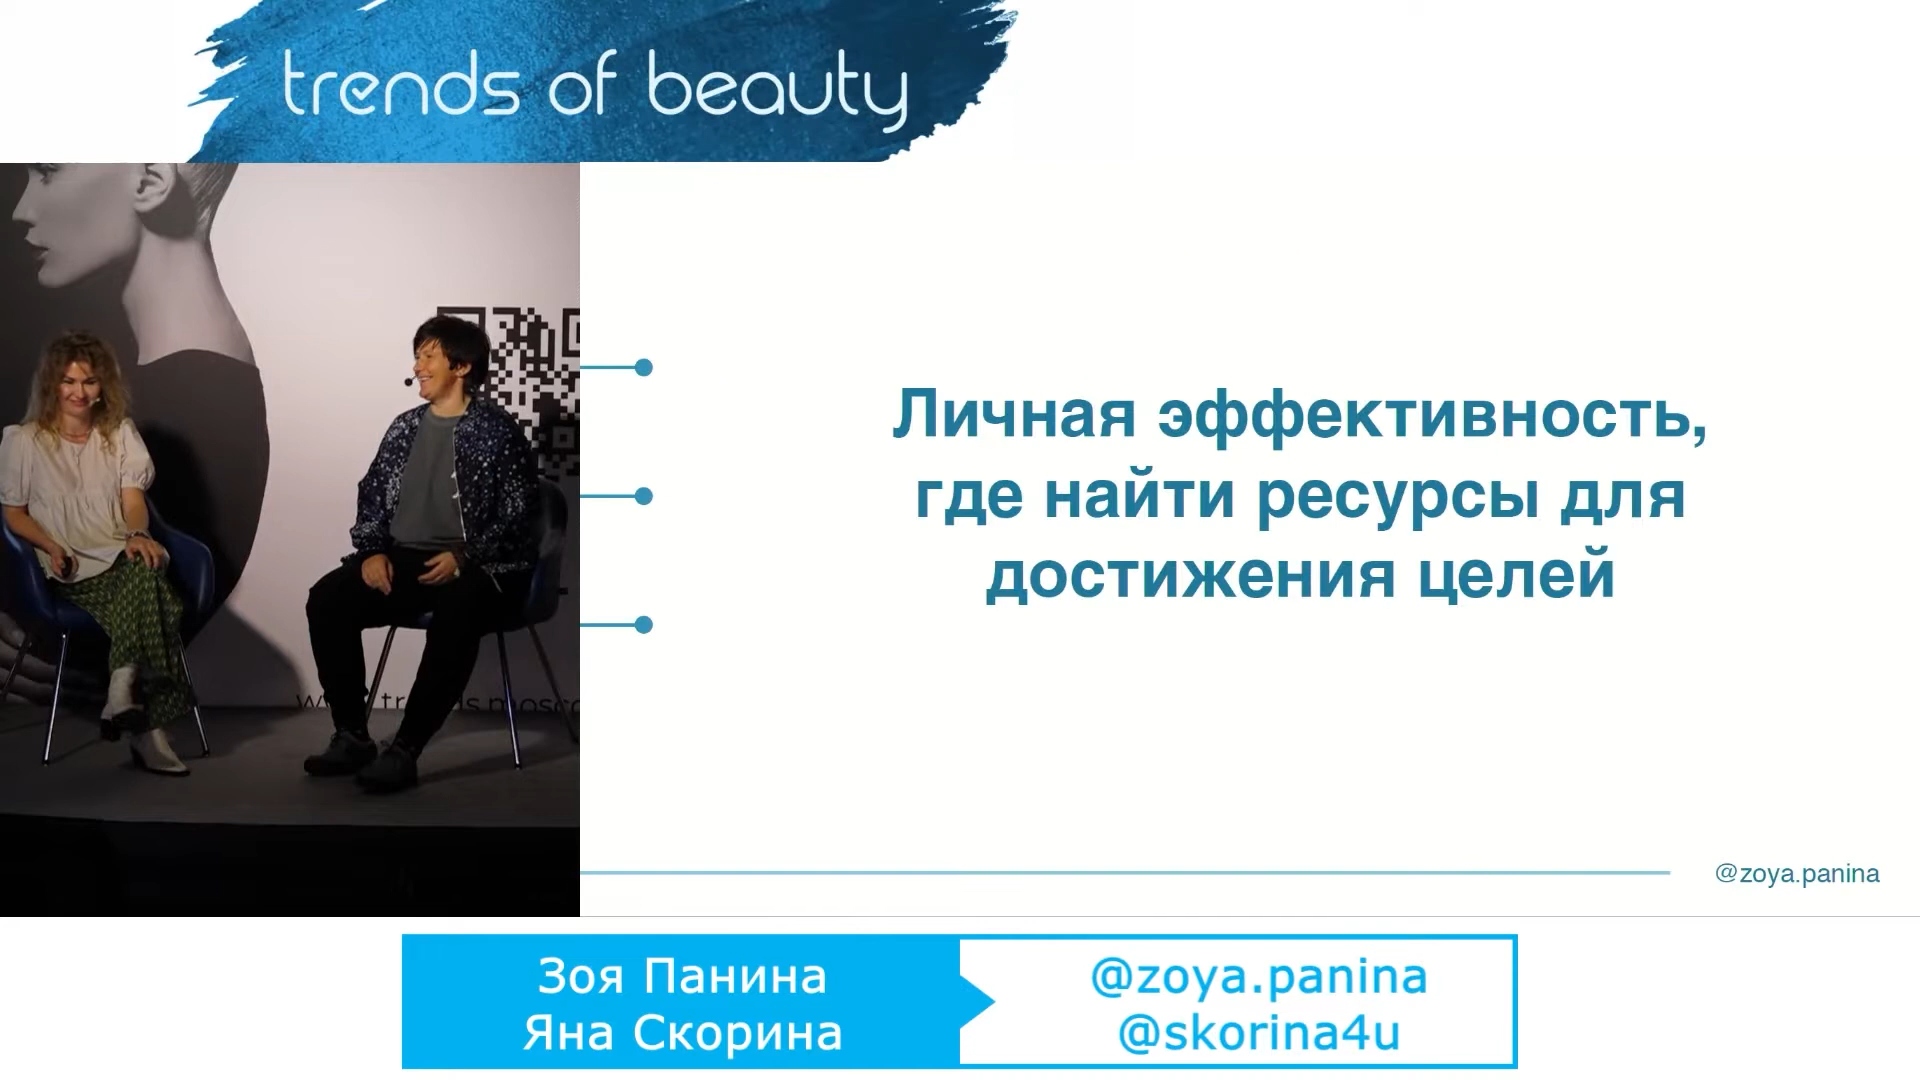 trends of beauty
Личная эффективность,
где найти ресурсы для
достижения целей
@zoya.panina
Зоя Панина
Яна Скорина
@zoya.panina
@skorina4u